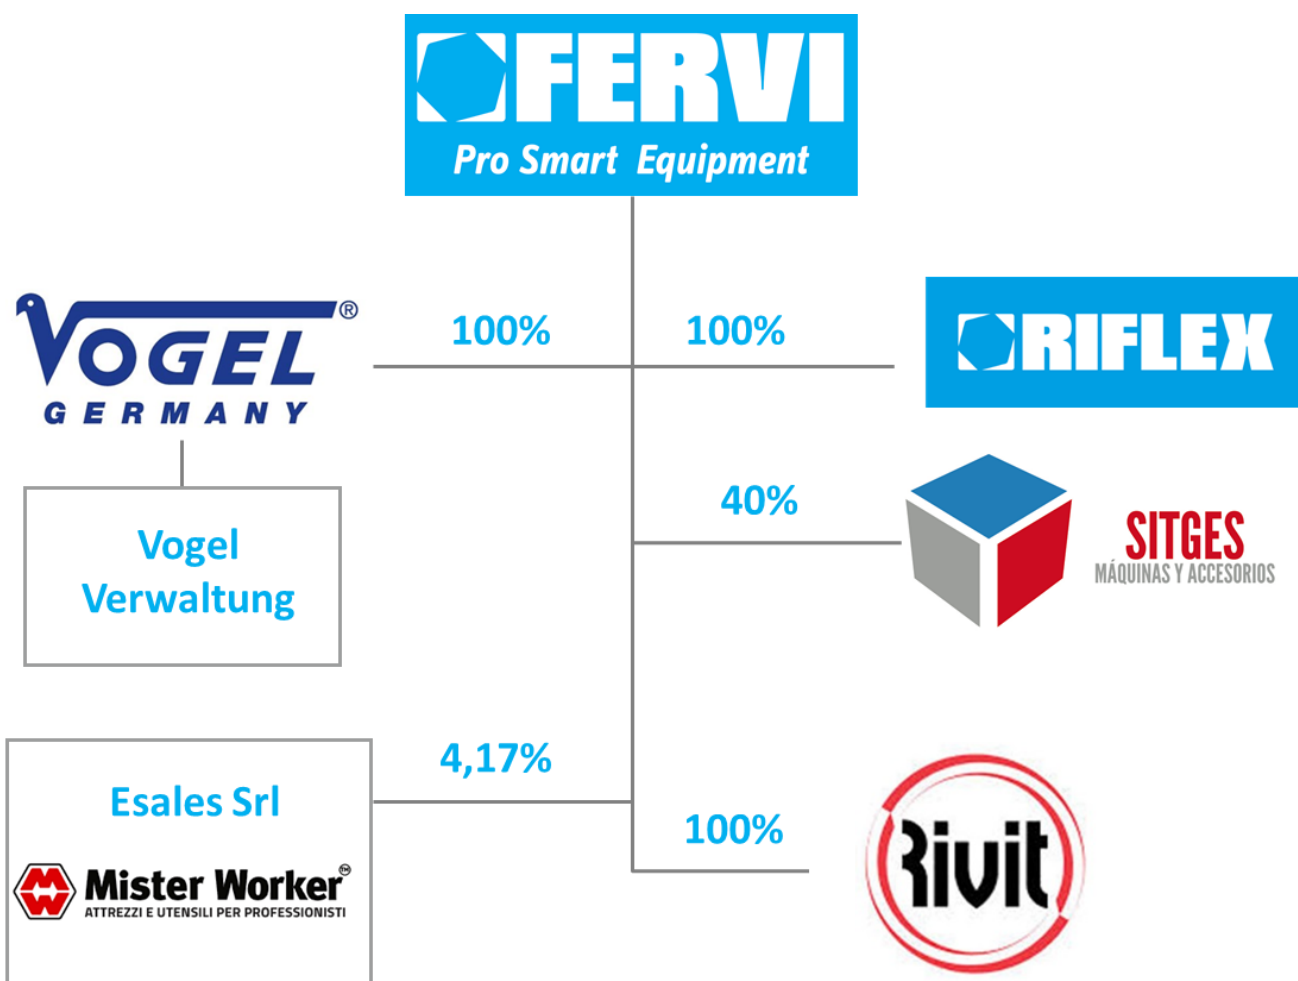 FERVI
Pro Smart Equipment
VOGEL ®
GERMANY
100%
100%
RIFLEX
Vogel
Verwaltung
40%
SITGES
MÁQUINAS Y ACCESORIOS
Esales Srl
Mister Worker™
ATTREZZI E UTENSILI PER PROFESSIONISTI
4,17%
100%
Rivit